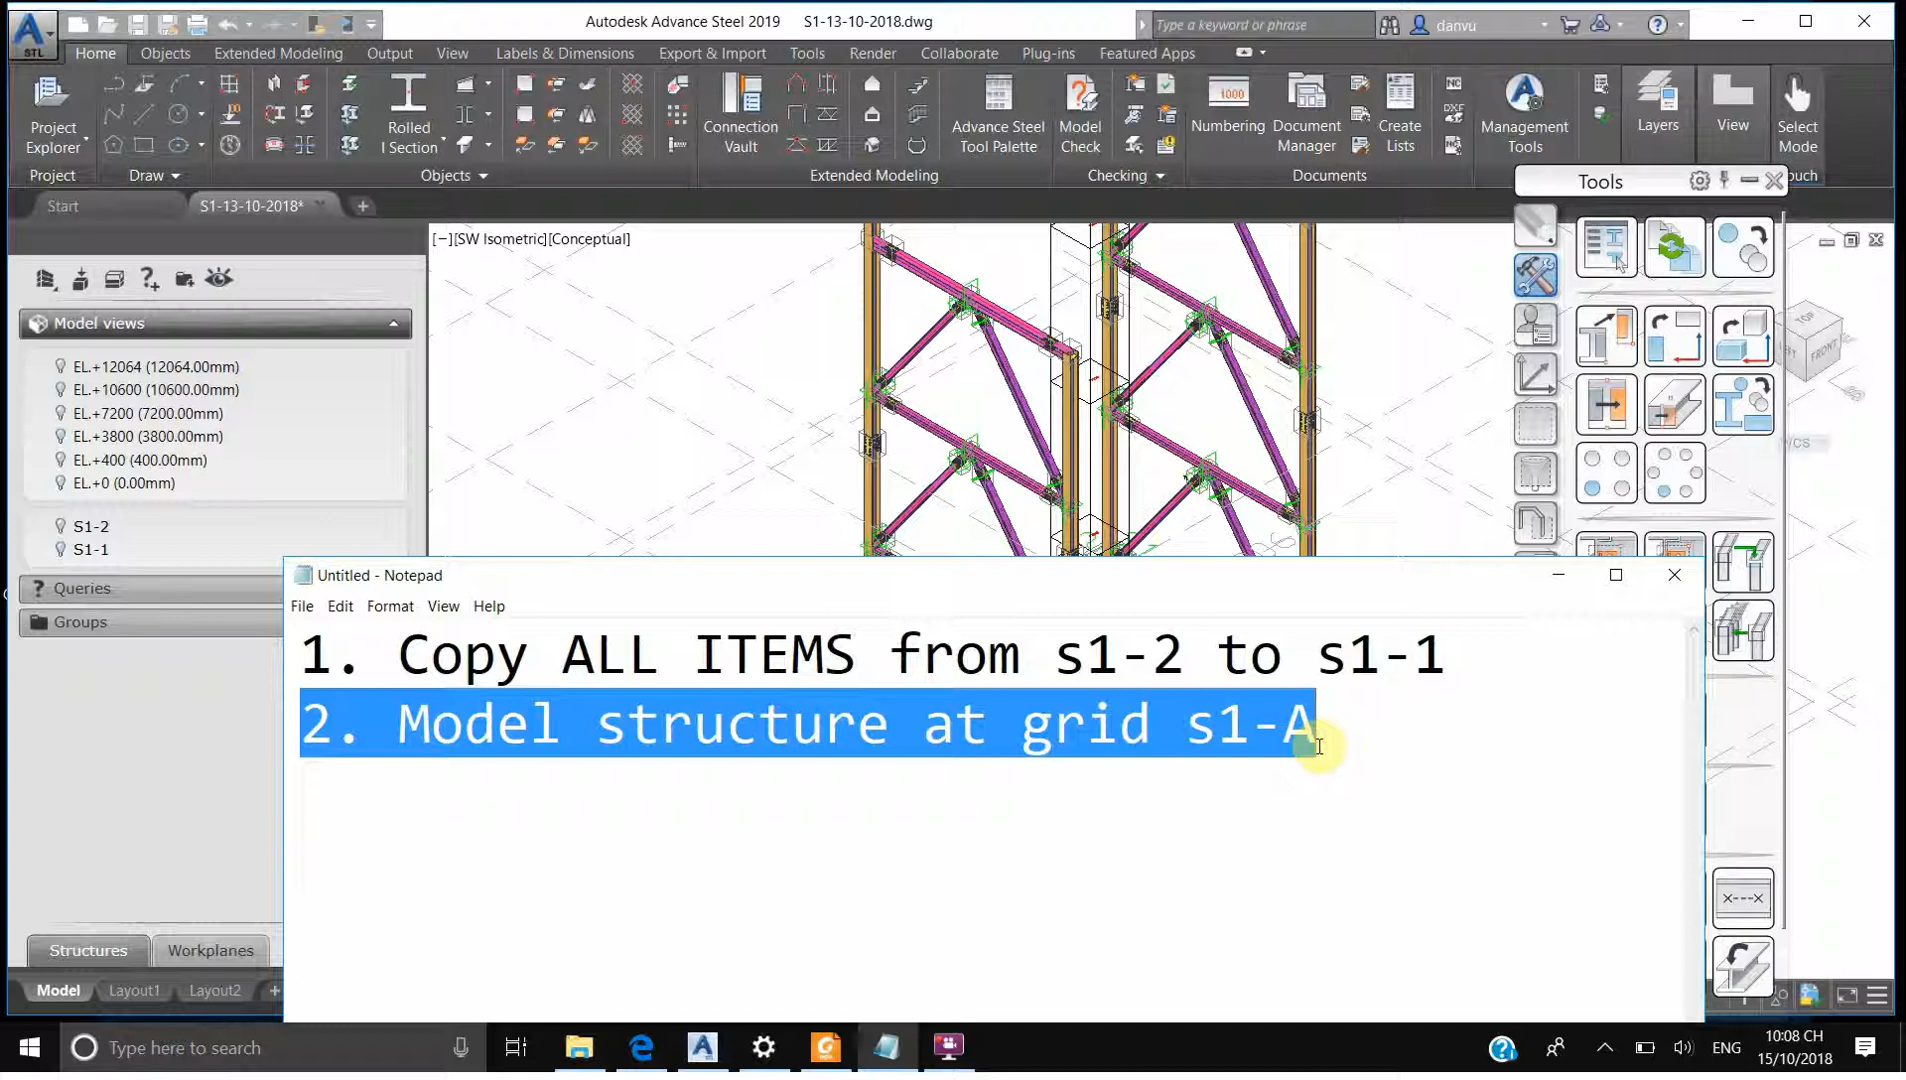 Autodesk Advance Steel 2019 S1-13-10-2018.dwg
Type a keyword or phrase
danvu
STL
Home Objects Extended Modeling Output View Labels & Dimensions Export & Import Tools Render Collaborate Plug-ins Featured Apps
Project Explorer
Rolled I Section
Connection Vault
Advance Steel Tool Palette
Model Check
1000
Numbering
Document Manager
Create Lists
NC
DXF
Management Tools
Layers
View
Select Mode
Project Draw Objects Extended Modeling Checking Documents Touch
Tools
Start S1-13-10-2018*
[−][SW Isometric][Conceptual]
Model views
EL.+12064 (12064.00mm)
EL.+10600 (10600.00mm)
EL.+7200 (7200.00mm)
EL.+3800 (3800.00mm)
EL.+400 (400.00mm)
EL.+0 (0.00mm)
S1-2
S1-1
Queries
Groups
TOP
FRONT
Untitled - Notepad
File Edit Format View Help
1. Copy ALL ITEMS from s1-2 to s1-1
2. Model structure at grid s1-A
Structures Workplanes
Model Layout1 Layout2
Type here to search
ENG
10:08 CH
15/10/2018